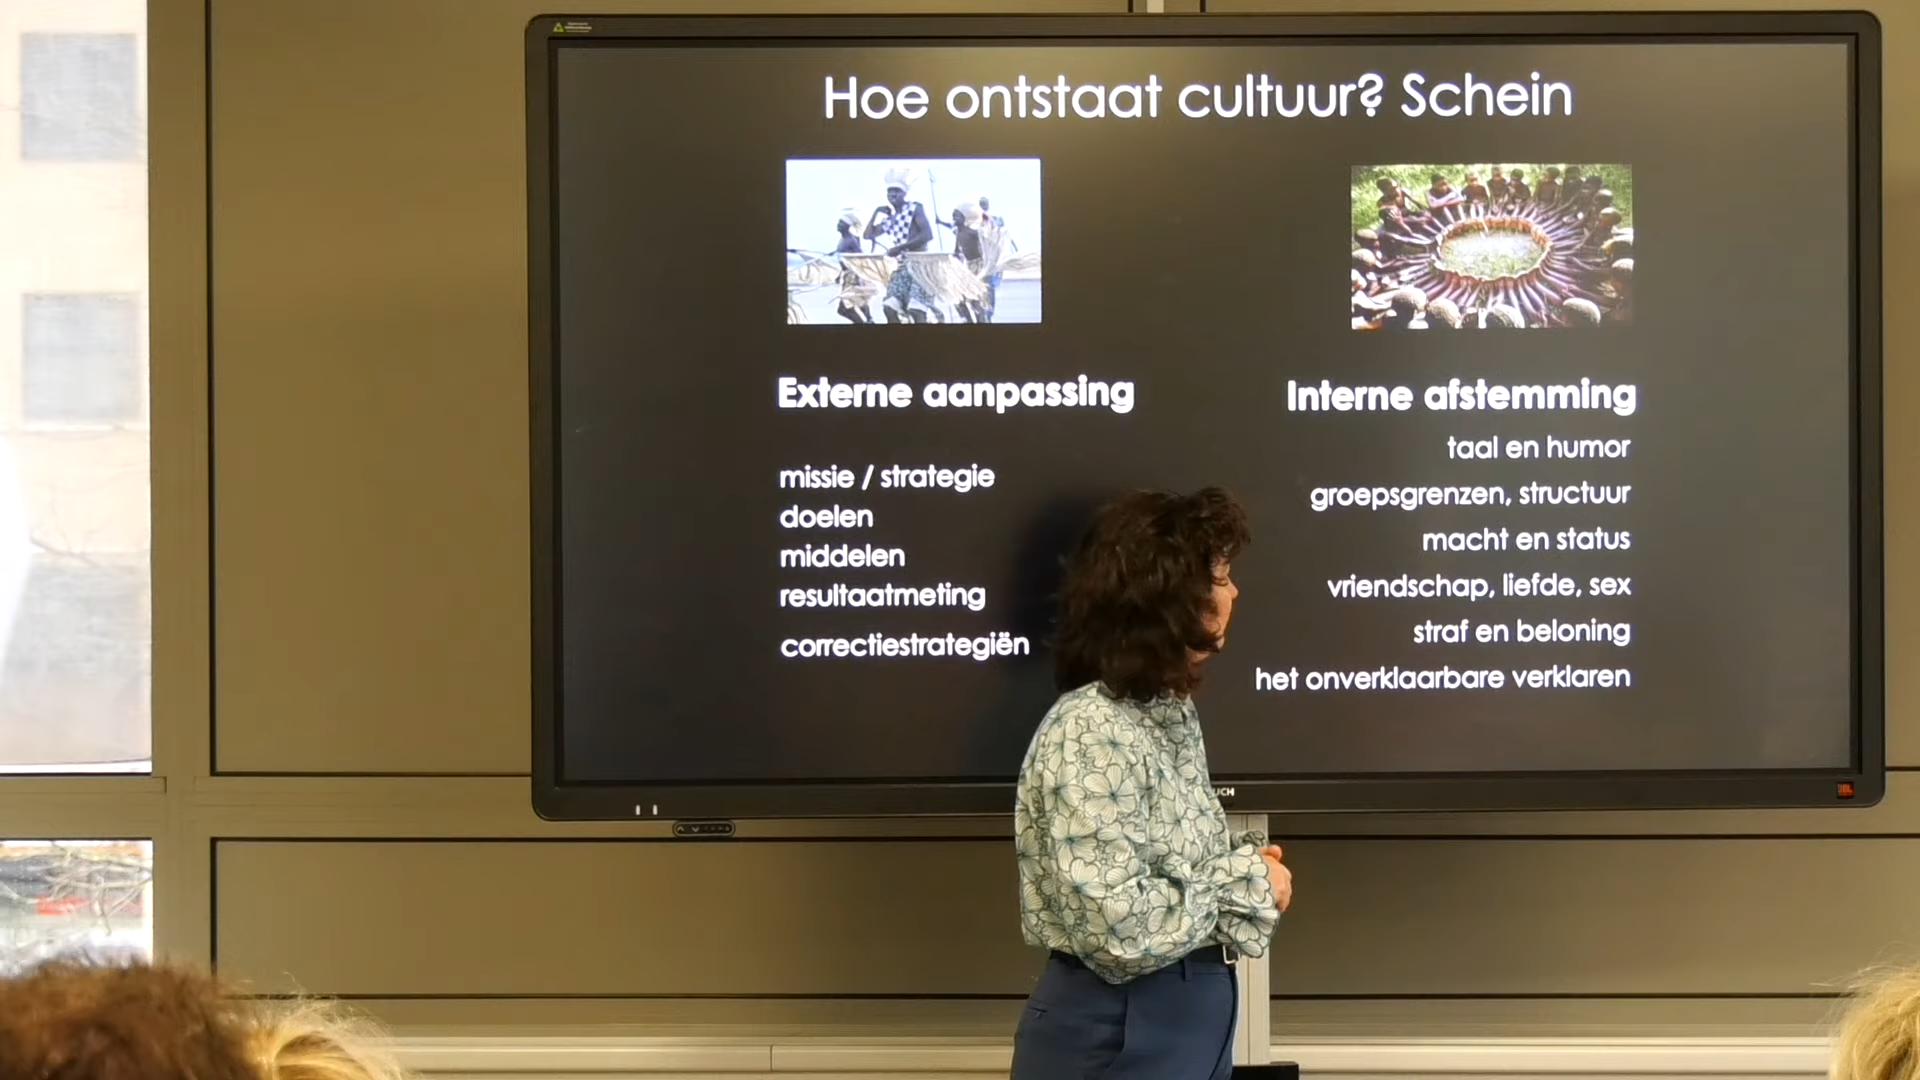 Hoe ontstaat cultuur? Schein
Externe aanpassing
missie / strategie
doelen
middelen
resultaatmeting
correctiestrategiën
Interne afstemming
taal en humor
groepsgrenzen, structuur
macht en status
vriendschap, liefde, sex
straf en beloning
het onverklaarbare verklaren
JBL